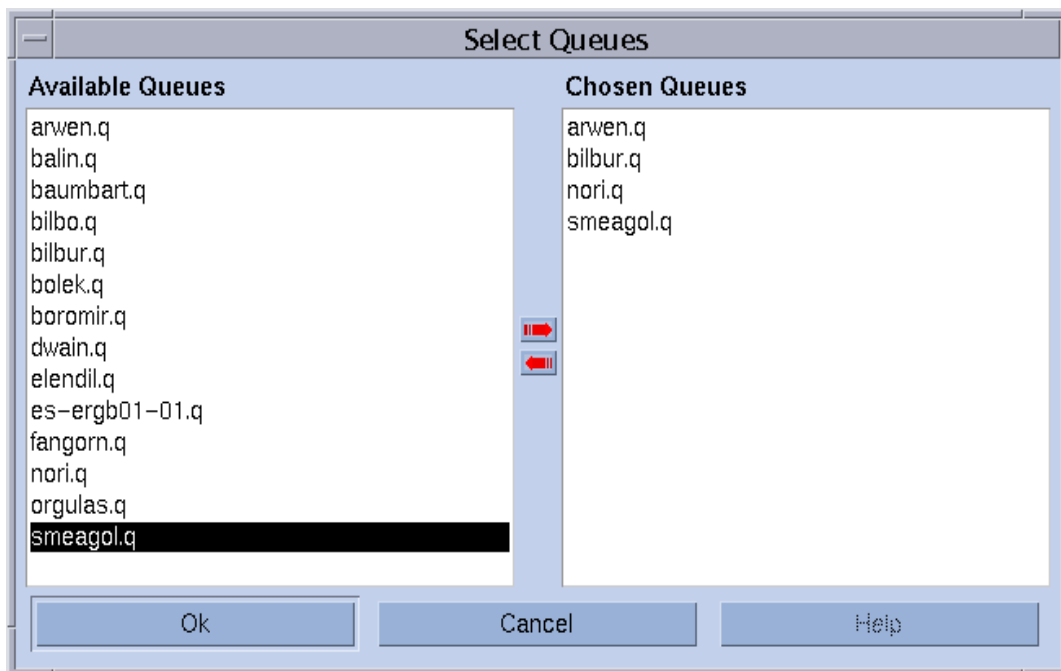 Select Queues
Available Queues
arwen.q
balin.q
baumbart.q
bilbo.q
bilbur.q
bolek.q
boromir.q
dwain.q
elendil.q
es-ergb01-01.q
fangorn.q
nori.q
orgulas.q
smeagol.q
Chosen Queues
arwen.q
bilbur.q
nori.q
smeagol.q
Ok
Cancel
Help